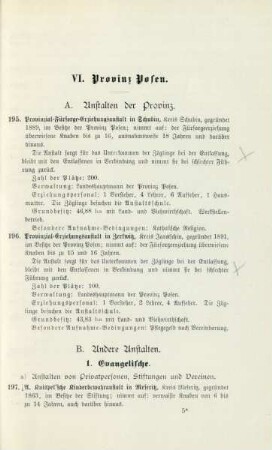 VI. Provinz Posen.
A. Anstalten der Provinz.
195. Provinzial-Fürsorge-Erziehungsanstalt in Schubin, Kreis Schubin, gegründet
1889, im Besitze der Provinz Posen; nimmt auf: der Fürsorgeerziehung
überwiesene Knaben bis zu 16, ausnahmsweise 18 Jahren und darüber
hinaus.
Die Anstalt sorgt für das Unterkommen der Zöglinge bei der Entlassung,
bleibt mit den Entlassenen in Verbindung und nimmt sie bei schlechter Führung
zurück.
Zahl der Plätze: 200.
Verwaltung: Landeshauptmann der Provinz Posen.
Erziehungspersonal: 1 Vorsteher, 4 Lehrer, 6 Aufseher, 1 Haus-
mutter. Die Zöglinge besuchen die Anstaltsschule.
Grundbesitz: 46,88 ha mit Land- und Viehwirtschaft. Handfesten-
betrieb.
Besondere Aufnahme-Bedingungen: Katholische Religion.
196. Provinzial-Erziehungsanstalt in Zerkwitz, Kreis Jarotschin, gegründet 1892,
im Besitze der Provinz Posen; nimmt auf: der Fürsorgeerziehung überwiesene
Knaben bis zu 15 und 16 Jahren.
Die Anstalt sorgt für das Unterkommen der Zöglinge bei der Entlassung,
bleibt mit den Entlassenen in Verbindung und nimmt sie bei schlechter
Führung zurück.
Zahl der Plätze: 100.
Verwaltung: Landeshauptmann der Provinz Posen.
Erziehungspersonal: 1 Vorsteher, 2 Lehrer, 4 Aufseher. Die Zög-
linge besuchen die Anstaltsschule.
Grundbesitz: 43,83 ha mit Land- und Viehwirtschaft.
Besondere Aufnahme-Bedingungen: Pflegegeld nach Vereinbarung.
B. Andere Anstalten.
1. Evangelische.
a) Anstalten von Privatpersonen, Stiftungen und Vereinen.
197. A. Knispel'sche Kinderbewahranstalt in Meseritz, Kreis Meseritz, gegründet
1865, im Besitze der Stiftung; nimmt auf: verwaiste Knaben von 6
bis zu 14 Jahren, auch darüber hinaus.
5*